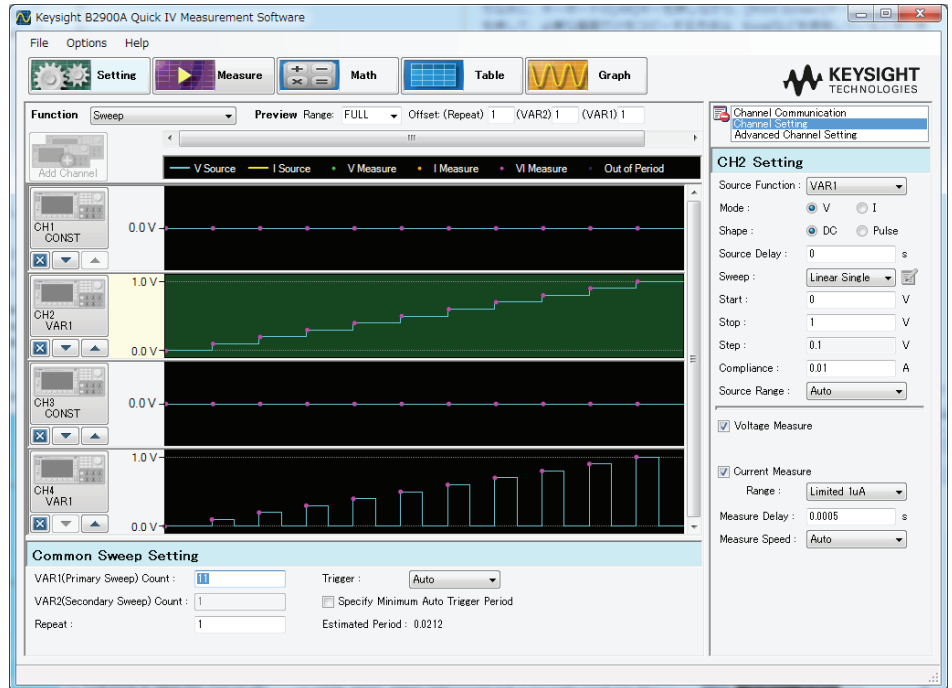 Keysight B2900A Quick IV Measurement Software
File Options Help
Setting Measure Math Table Graph
KEYSIGHT
TECHNOLOGIES
Function Sweep Preview Range: FULL Offset: (Repeat) 1 (VAR2) 1 (VAR1) 1
Add Channel
V Source I Source V Measure I Measure VI Measure Out of Period
CH1
CONST
0.0 V
CH2
VAR1
1.0 V
0.0 V
CH3
CONST
0.0 V
CH4
VAR1
1.0 V
0.0 V
Common Sweep Setting
VAR1(Primary Sweep) Count : 11 Trigger : Auto
VAR2(Secondary Sweep) Count : 1 Specify Minimum Auto Trigger Period
Repeat : 1 Estimated Period : 0.0212
Channel Communication
Channel Setting
Advanced Channel Setting
CH2 Setting
Source Function : VAR1
Mode : V I
Shape : DC Pulse
Source Delay : 0 s
Sweep : Linear Single
Start : 0 V
Stop : 1 V
Step : 0.1 V
Compliance : 0.01 A
Source Range : Auto
Voltage Measure
Current Measure
Range : Limited 1uA
Measure Delay : 0.0005 s
Measure Speed : Auto